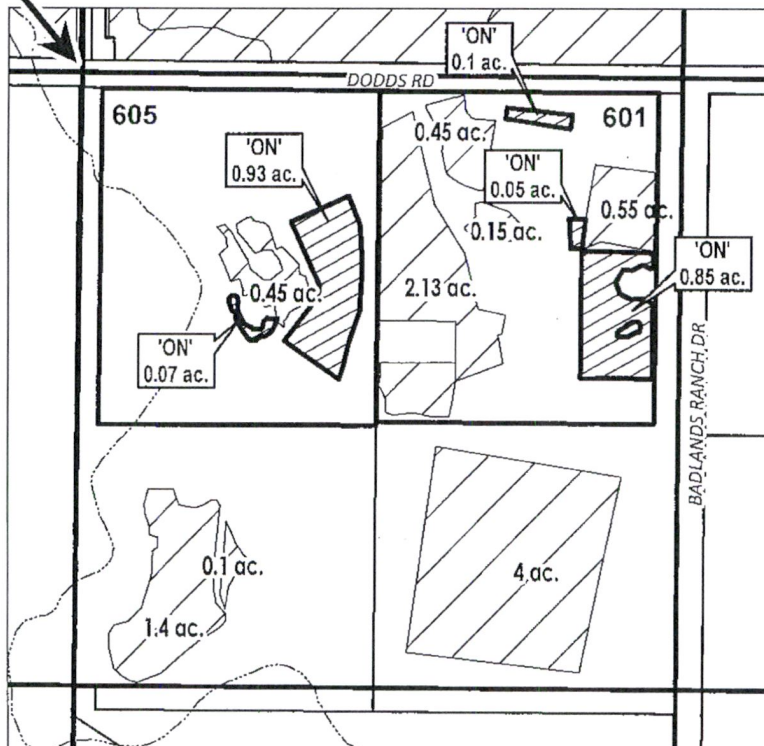 'ON'
0.1 ac.
DODDS RD
605
601
0.45 ac.
'ON'
0.93 ac.
'ON'
0.05 ac.
0.55 ac.
0.15 ac.
'ON'
0.85 ac.
0.45 ac.
2.13 ac.
'ON'
0.07 ac.
BADLANDS RANCH DR
0.1 ac.
4 ac.
1.4 ac.